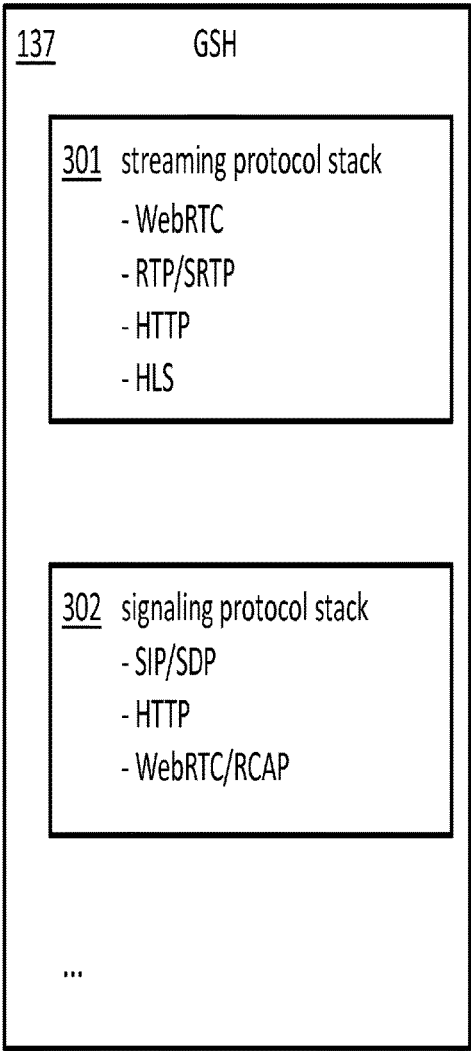 137 GSH
301 streaming protocol stack
- WebRTC
- RTP/SRTP
- HTTP
- HLS
302 signaling protocol stack
- SIP/SDP
- HTTP
- WebRTC/RCAP
...